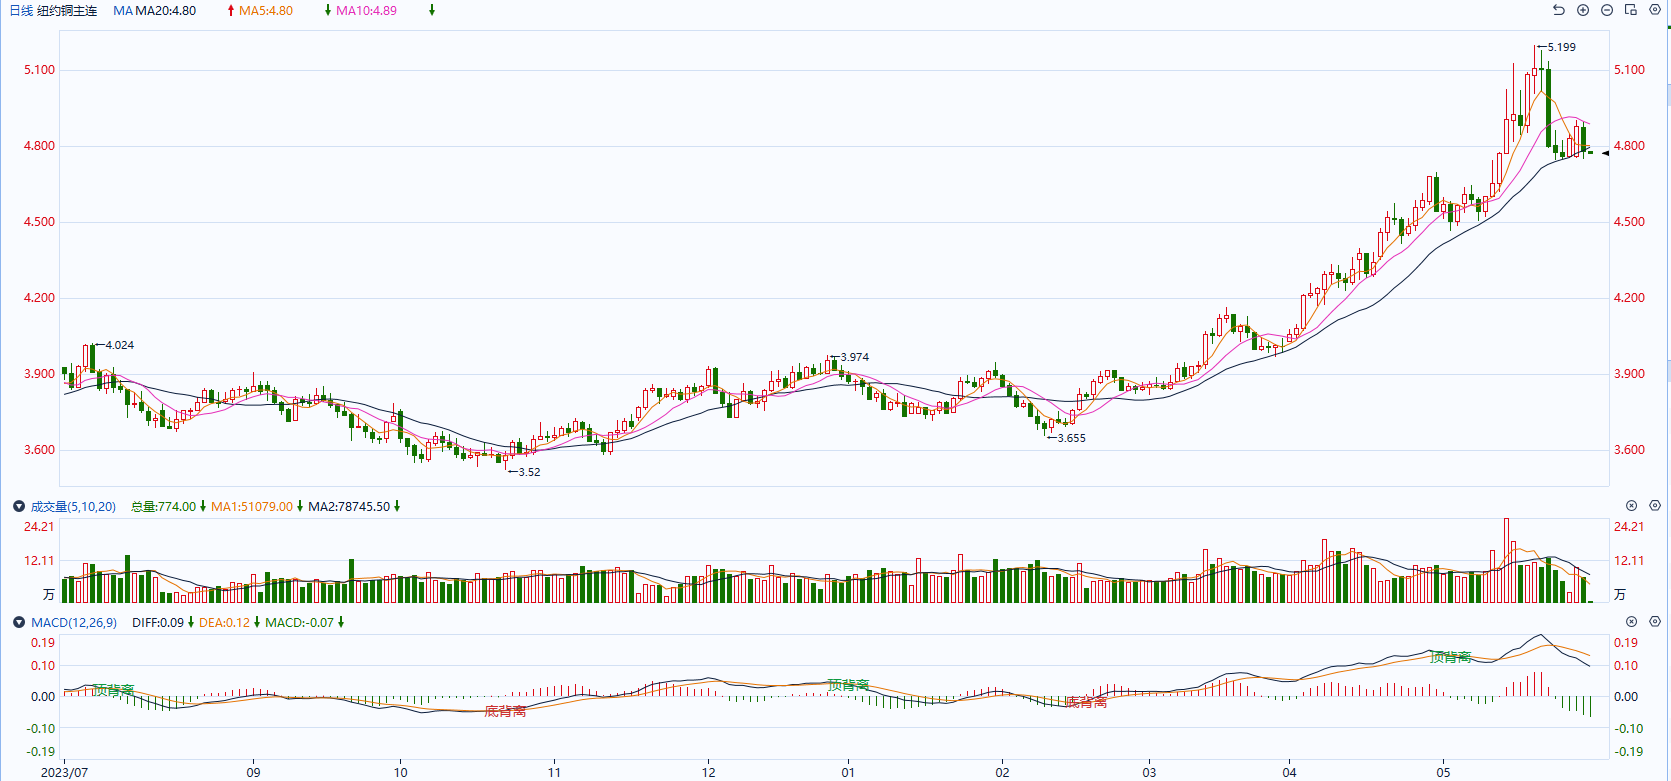 日线 纽约铜主连 MA MA20:4.80 MA5:4.80 MA10:4.89
5.199
5.100 5.100
4.800 4.800
4.500 4.500
4.200 4.200
4.024
3.974
3.900 3.900
3.655
3.600 3.600
3.52
成交量(5,10,20) 总量:774.00 MA1:51079.00 MA2:78745.50
24.21 24.21
12.11 12.11
万 万
MACD(12,26,9) DIFF:0.09 DEA:0.12 MACD:-0.07
0.19 0.19
顶背离
0.10 0.10
顶背离 顶背离
0.00 0.00
底背离 底背离
-0.10 -0.10
-0.19 -0.19
2023/07 09 10 11 12 01 02 03 04 05